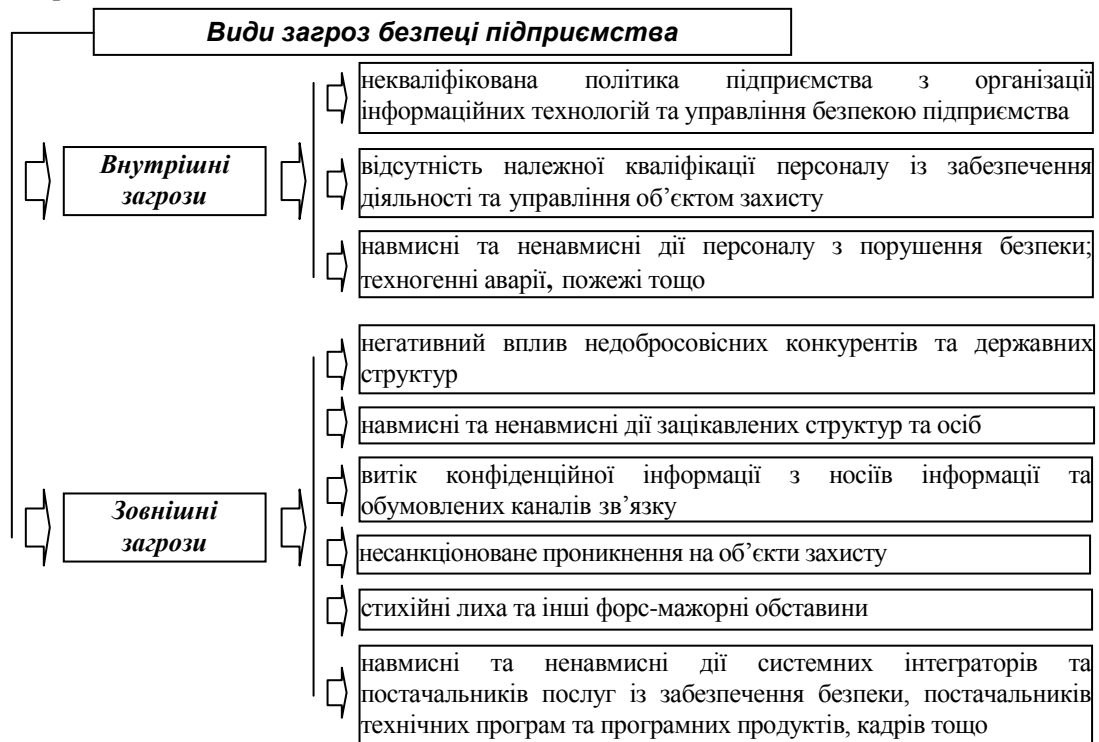 Види загроз безпеці підприємства
Внутрішні
загрози
некваліфікована політика підприємства з організації
інформаційних технологій та управління безпекою підприємства
відсутність належної кваліфікації персоналу із забезпечення
діяльності та управління об’єктом захисту
навмисні та ненавмисні дії персоналу з порушення безпеки;
техногенні аварії, пожежі тощо
Зовнішні
загрози
негативний вплив недобросовісних конкурентів та державних
структур
навмисні та ненавмисні дії зацікавлених структур та осіб
витік конфіденційної інформації з носіїв інформації та
обумовлених каналів зв’язку
несанкціоноване проникнення на об’єкти захисту
стихійні лиха та інші форс-мажорні обставини
навмисні та ненавмисні дії системних інтеграторів та
постачальників послуг із забезпечення безпеки, постачальників
технічних програм та програмних продуктів, кадрів тощо